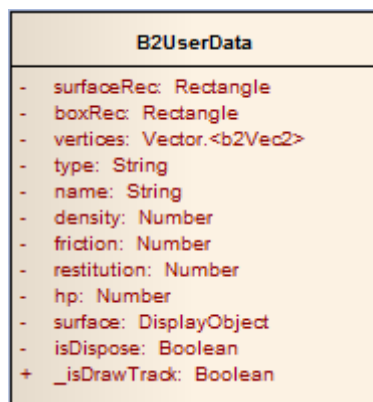 B2UserData
- surfaceRec: Rectangle
- boxRec: Rectangle
- vertices: Vector.<b2Vec2>
- type: String
- name: String
- density: Number
- friction: Number
- restitution: Number
- hp: Number
- surface: DisplayObject
- isDispose: Boolean
+ _isDrawTrack: Boolean